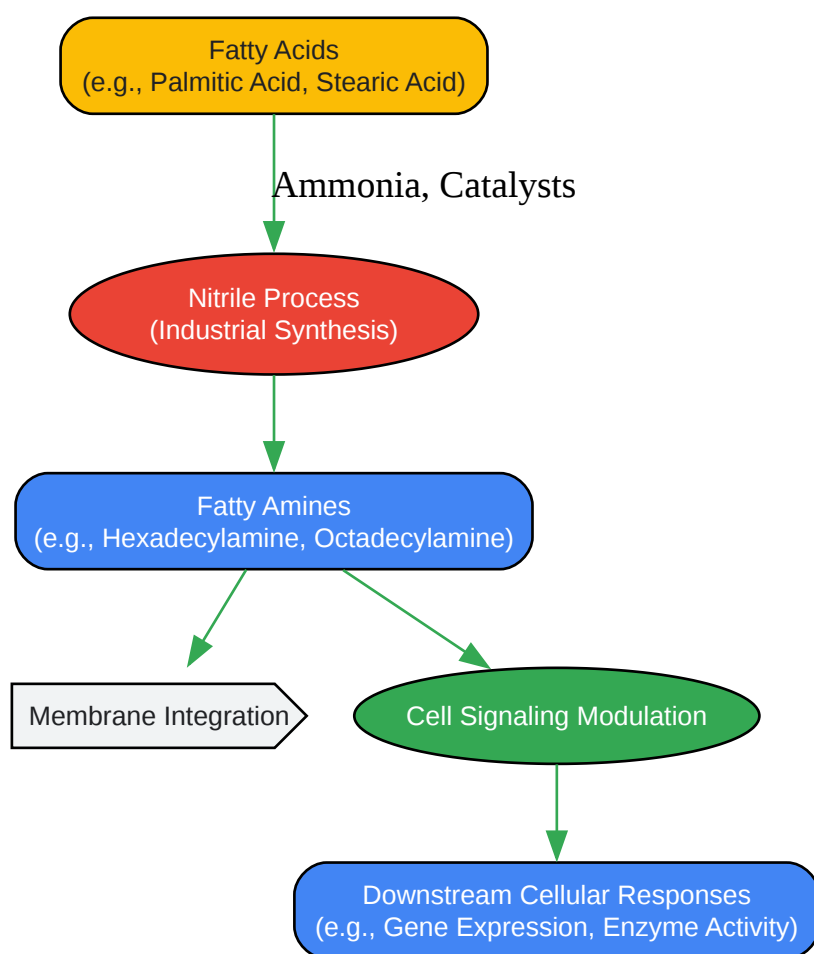 Fatty Acids
(e.g., Palmitic Acid, Stearic Acid)
Ammonia, Catalysts
Nitrile Process
(Industrial Synthesis)
Fatty Amines
(e.g., Hexadecylamine, Octadecylamine)
Membrane Integration
Cell Signaling Modulation
Downstream Cellular Responses
(e.g., Gene Expression, Enzyme Activity)